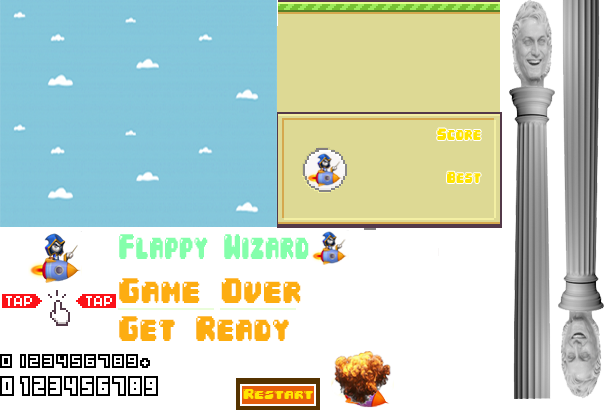 Score
Best
Flappy Wizard
TAP TAP
Game Over
Get Ready
0 123456789+
0 123456789
Restart